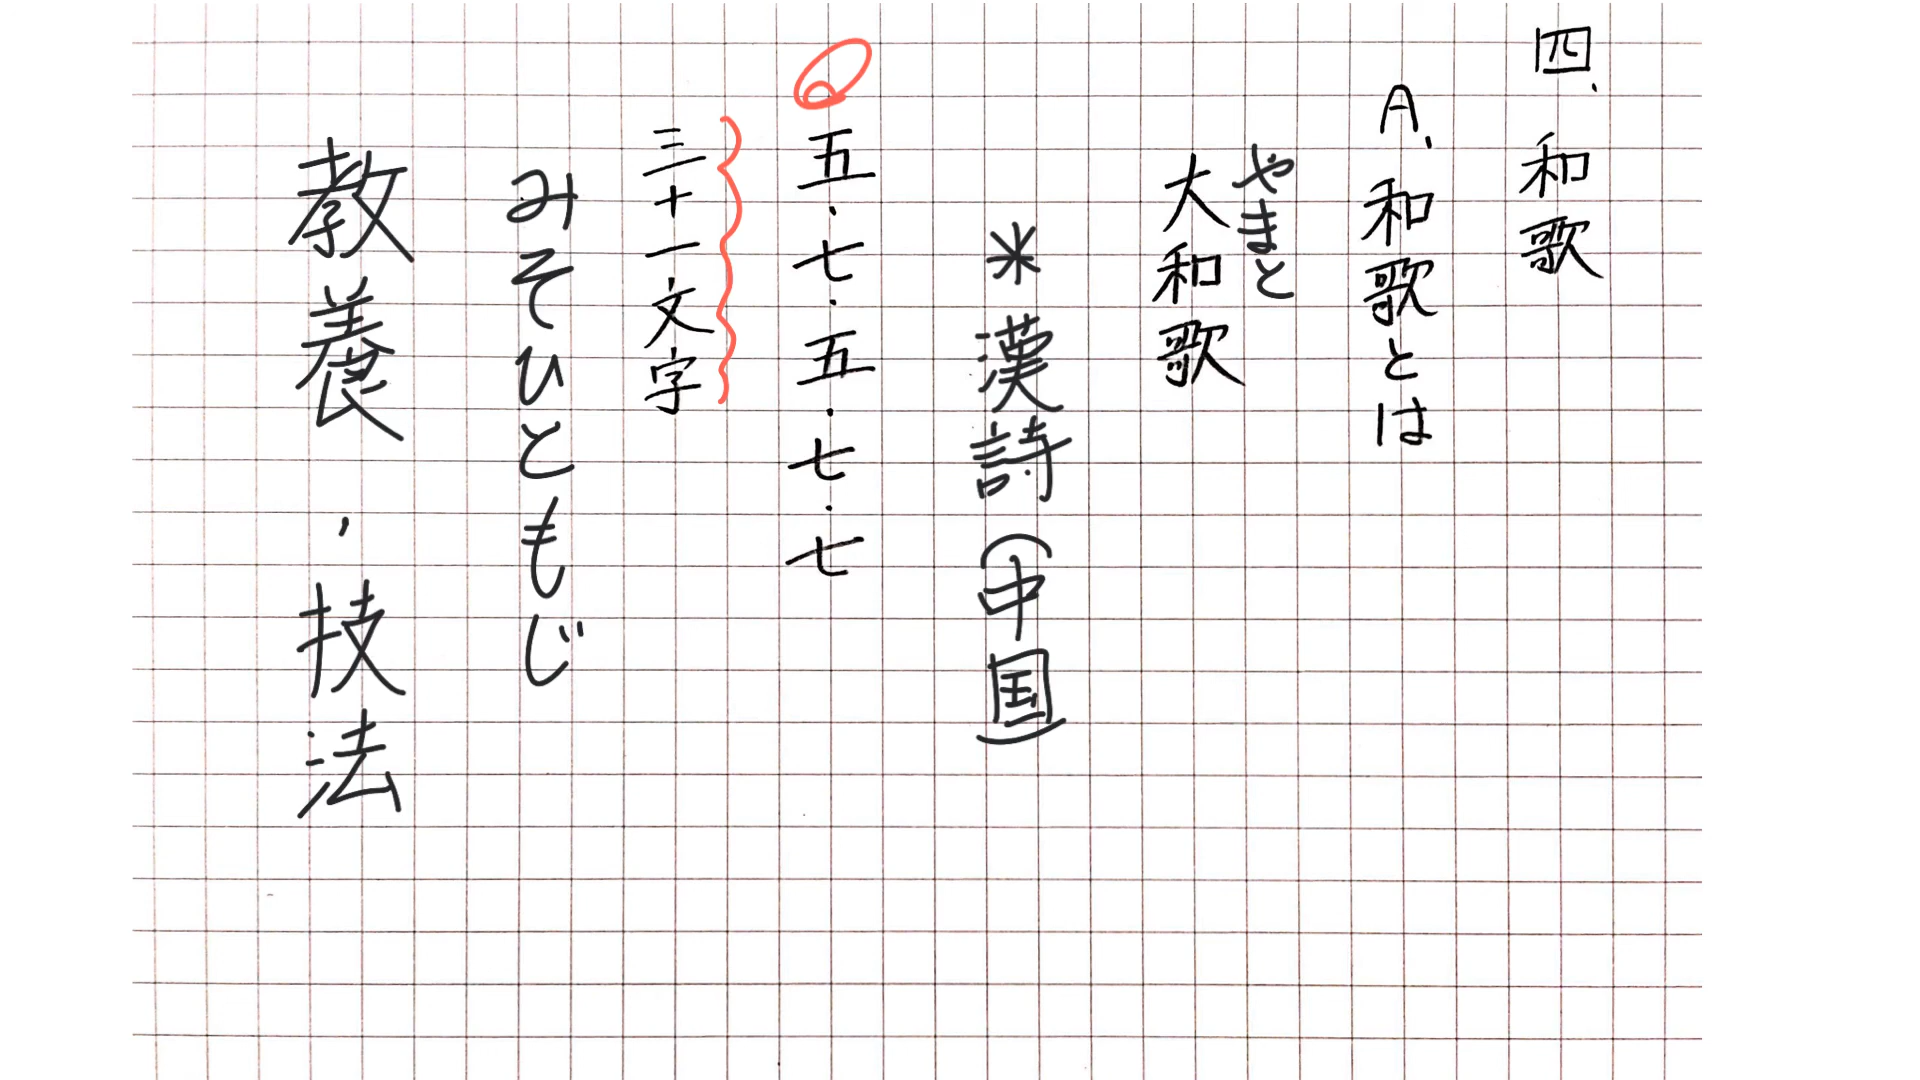 四、和歌
A、和歌とは
やまと
大和歌
※漢詩(中国)
五・七・五・七・七
三十一文字
みそひともじ
教養、技法